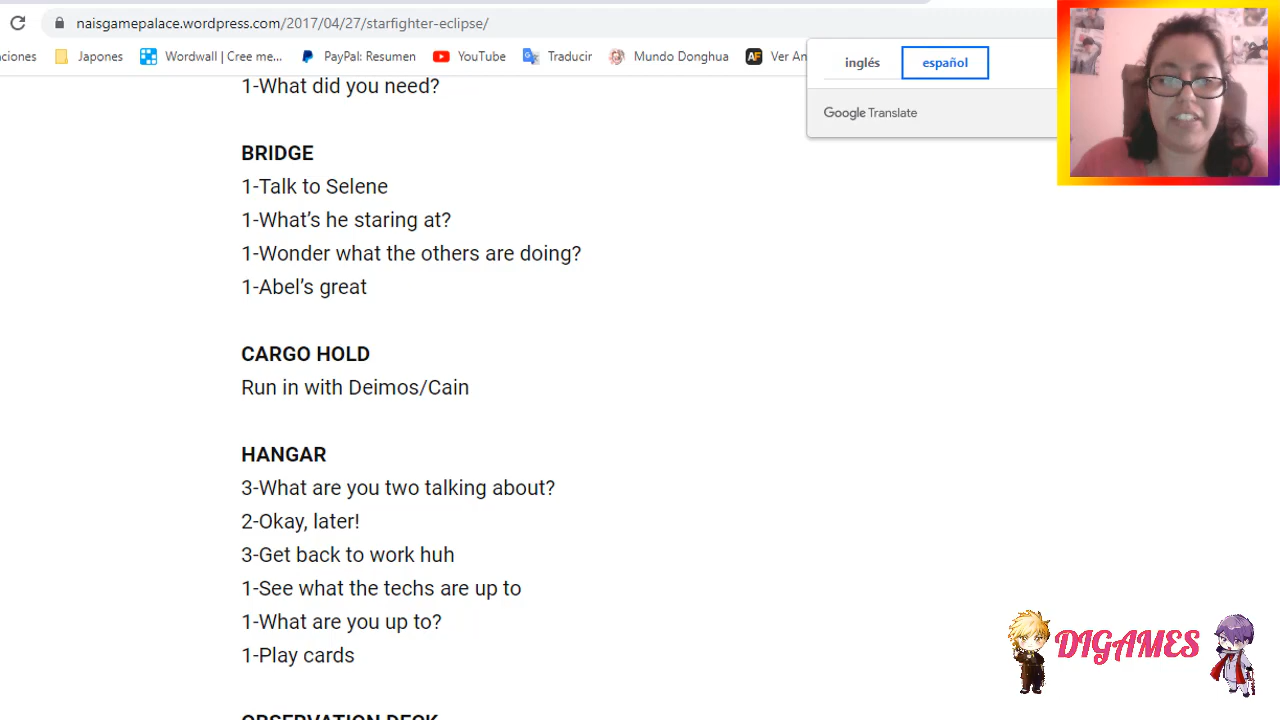 naisgamepalace.wordpress.com/2017/04/27/starfighter-eclipse/
ciones Japones Wordwall | Cree me... PayPal: Resumen YouTube Traducir Mundo Donghua Ver An
inglés español
Google Translate
1-What did you need?
BRIDGE
1-Talk to Selene
1-What’s he staring at?
1-Wonder what the others are doing?
1-Abel’s great
CARGO HOLD
Run in with Deimos/Cain
HANGAR
3-What are you two talking about?
2-Okay, later!
3-Get back to work huh
1-See what the techs are up to
1-What are you up to?
1-Play cards
OBSERVATION DECK
DIGAMES